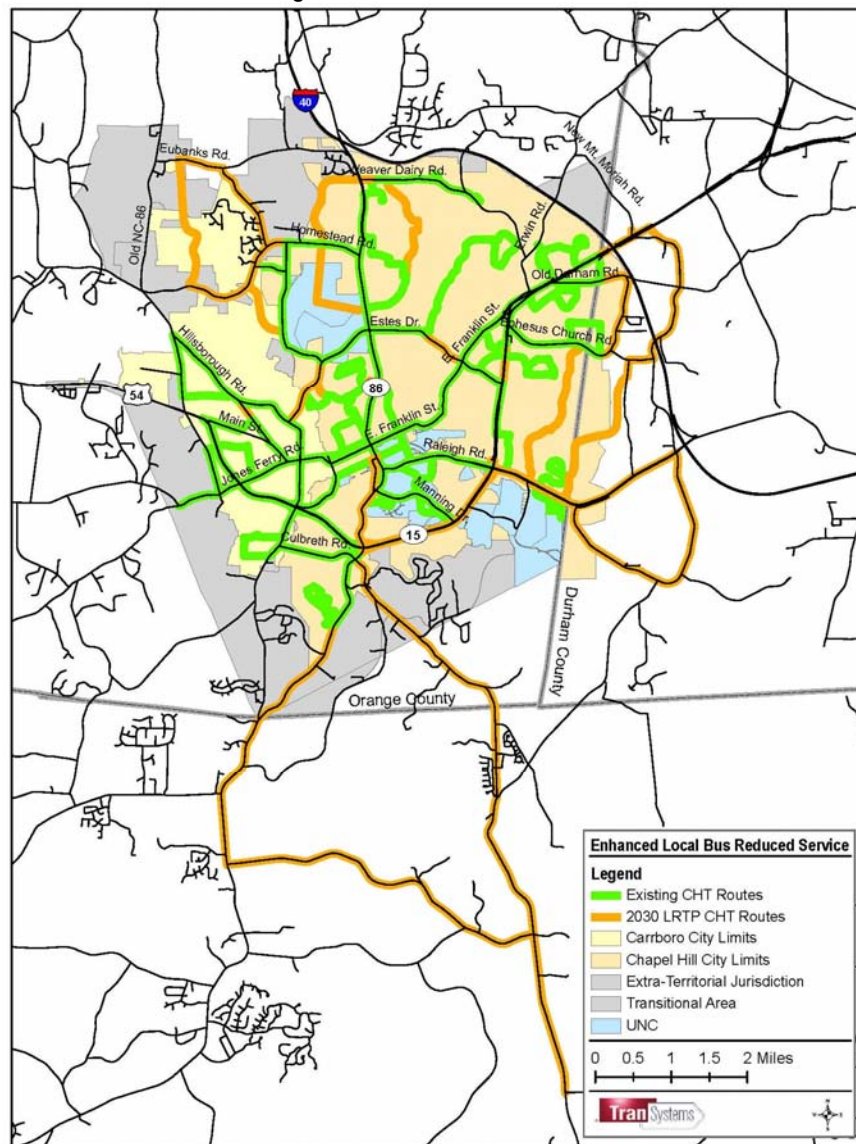 40
Eubanks Rd.
Weaver Dairy Rd.
New Mt. Moriah Rd.
Old NC-86
Homestead Rd.
Erwin Rd.
Old Durham Rd.
Estes Dr.
E. Franklin St.
Ephesus Church Rd.
Hillsborough Rd.
54
86
Main St.
E. Franklin St.
Raleigh Rd.
Jones Ferry Rd.
Manning Dr.
15
Culbreth Rd.
Durham County
Orange County
Enhanced Local Bus Reduced Service
Legend
Existing CHT Routes
2030 LRTP CHT Routes
Carrboro City Limits
Chapel Hill City Limits
Extra-Territorial Jurisdiction
Transitional Area
UNC
0 0.5 1 1.5 2 Miles
TranSystems